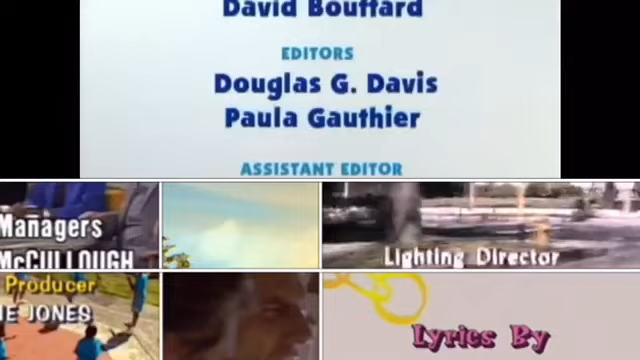 David Bouffard
EDITORS
Douglas G. Davis
Paula Gauthier
ASSISTANT EDITOR
Managers
McCULLOUGH
Lighting Director
Producer
JONES
Lyrics By